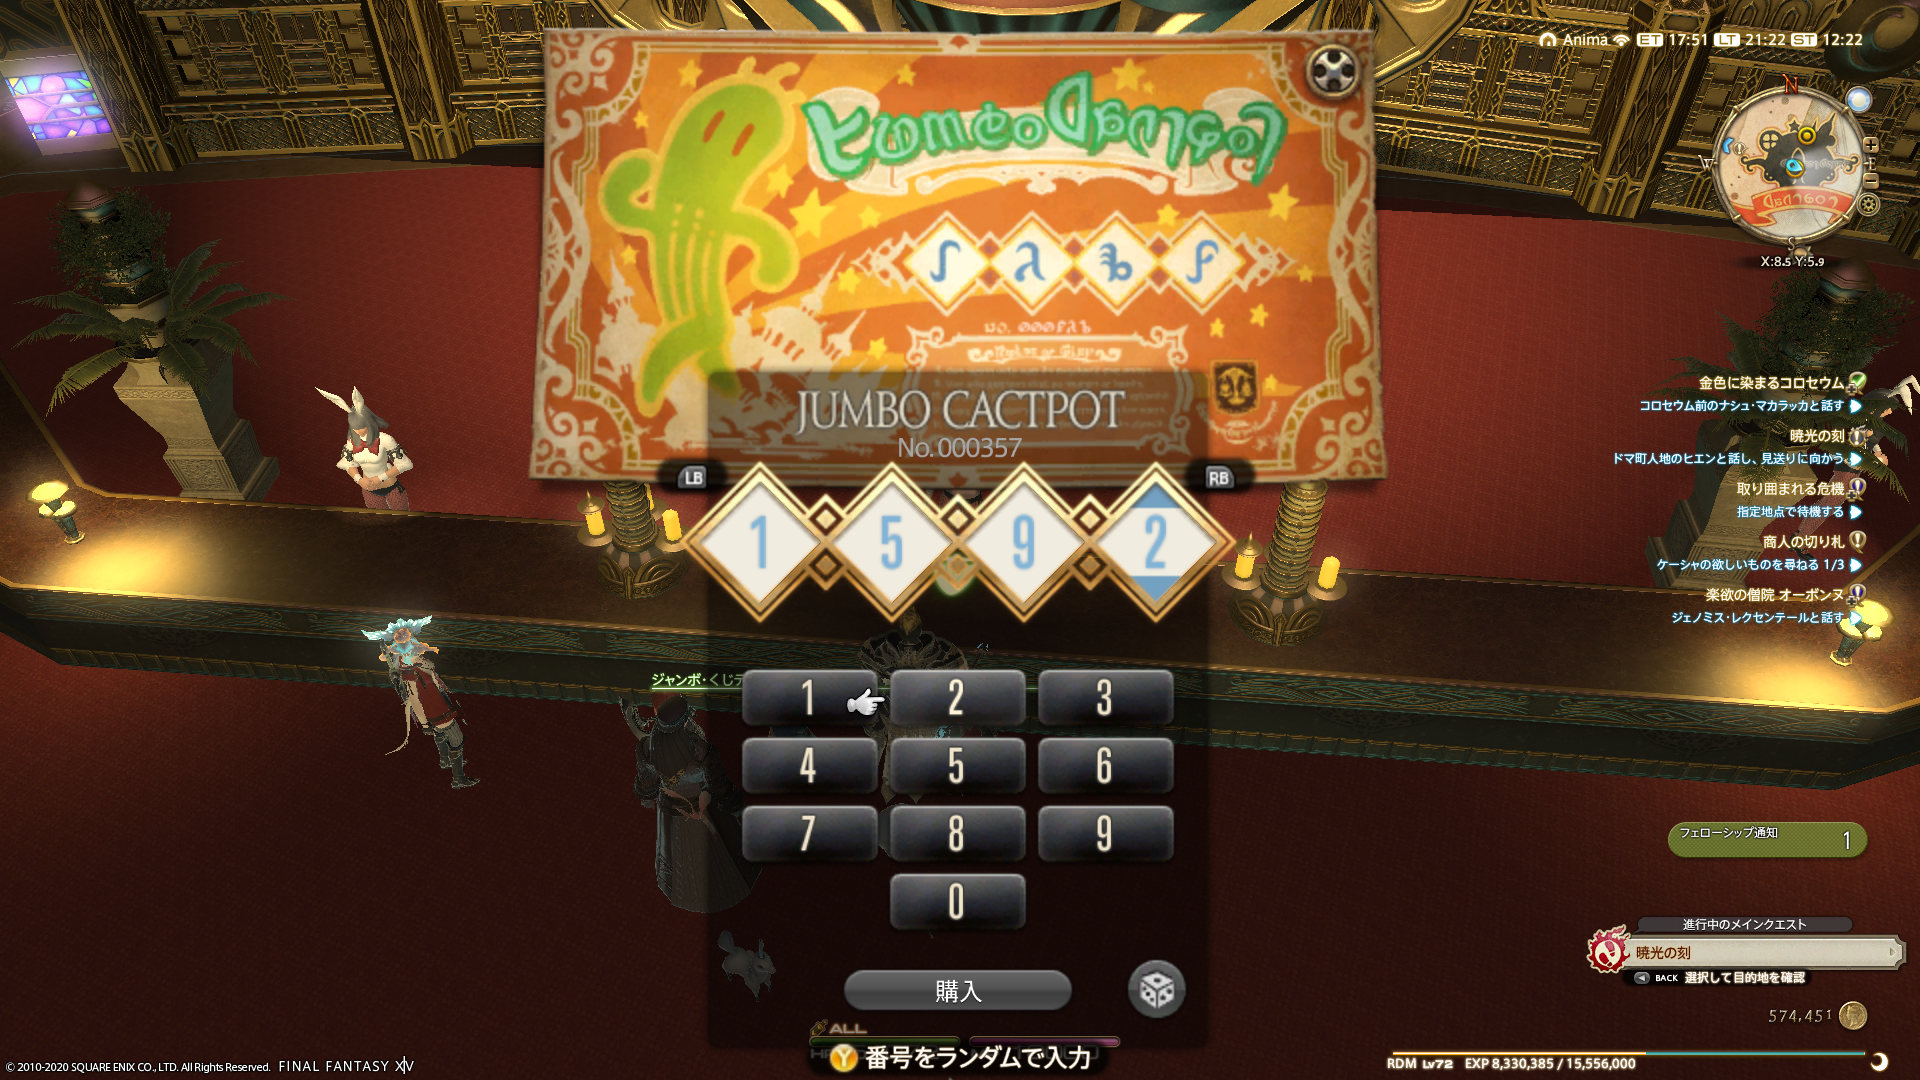 Anima ET 17:51 LT 21:22 ST 12:22
N
W
E
S
X:8.5 Y:5.9
JUMBO CACTPOT
No.000357
LB
RB
1 5 9 2
金色に染まるコロセウム
コロセウム前のナシュ・マカラッカと話す
暁光の刻
ドマ町人地のヒエンと話し、見送りに向かう
取り囲まれる危機
指定地点で待機する
商人の切り札
ケーシャの欲しいものを尋ねる 1/3
楽欲の僧院 オーボンヌ
ジェノミス・レクセンテールと話す
ジャンボ・くじテ
1 2 3
4 5 6
7 8 9
0
購入
フェローシップ通知 1
進行中のメインクエスト
暁光の刻
BACK 選択して目的地を確認
574,451
ALL
Y 番号をランダムで入力
RDM Lv72 EXP 8,330,385 / 15,556,000
© 2010-2020 SQUARE ENIX CO., LTD. All Rights Reserved. FINAL FANTASY XIV